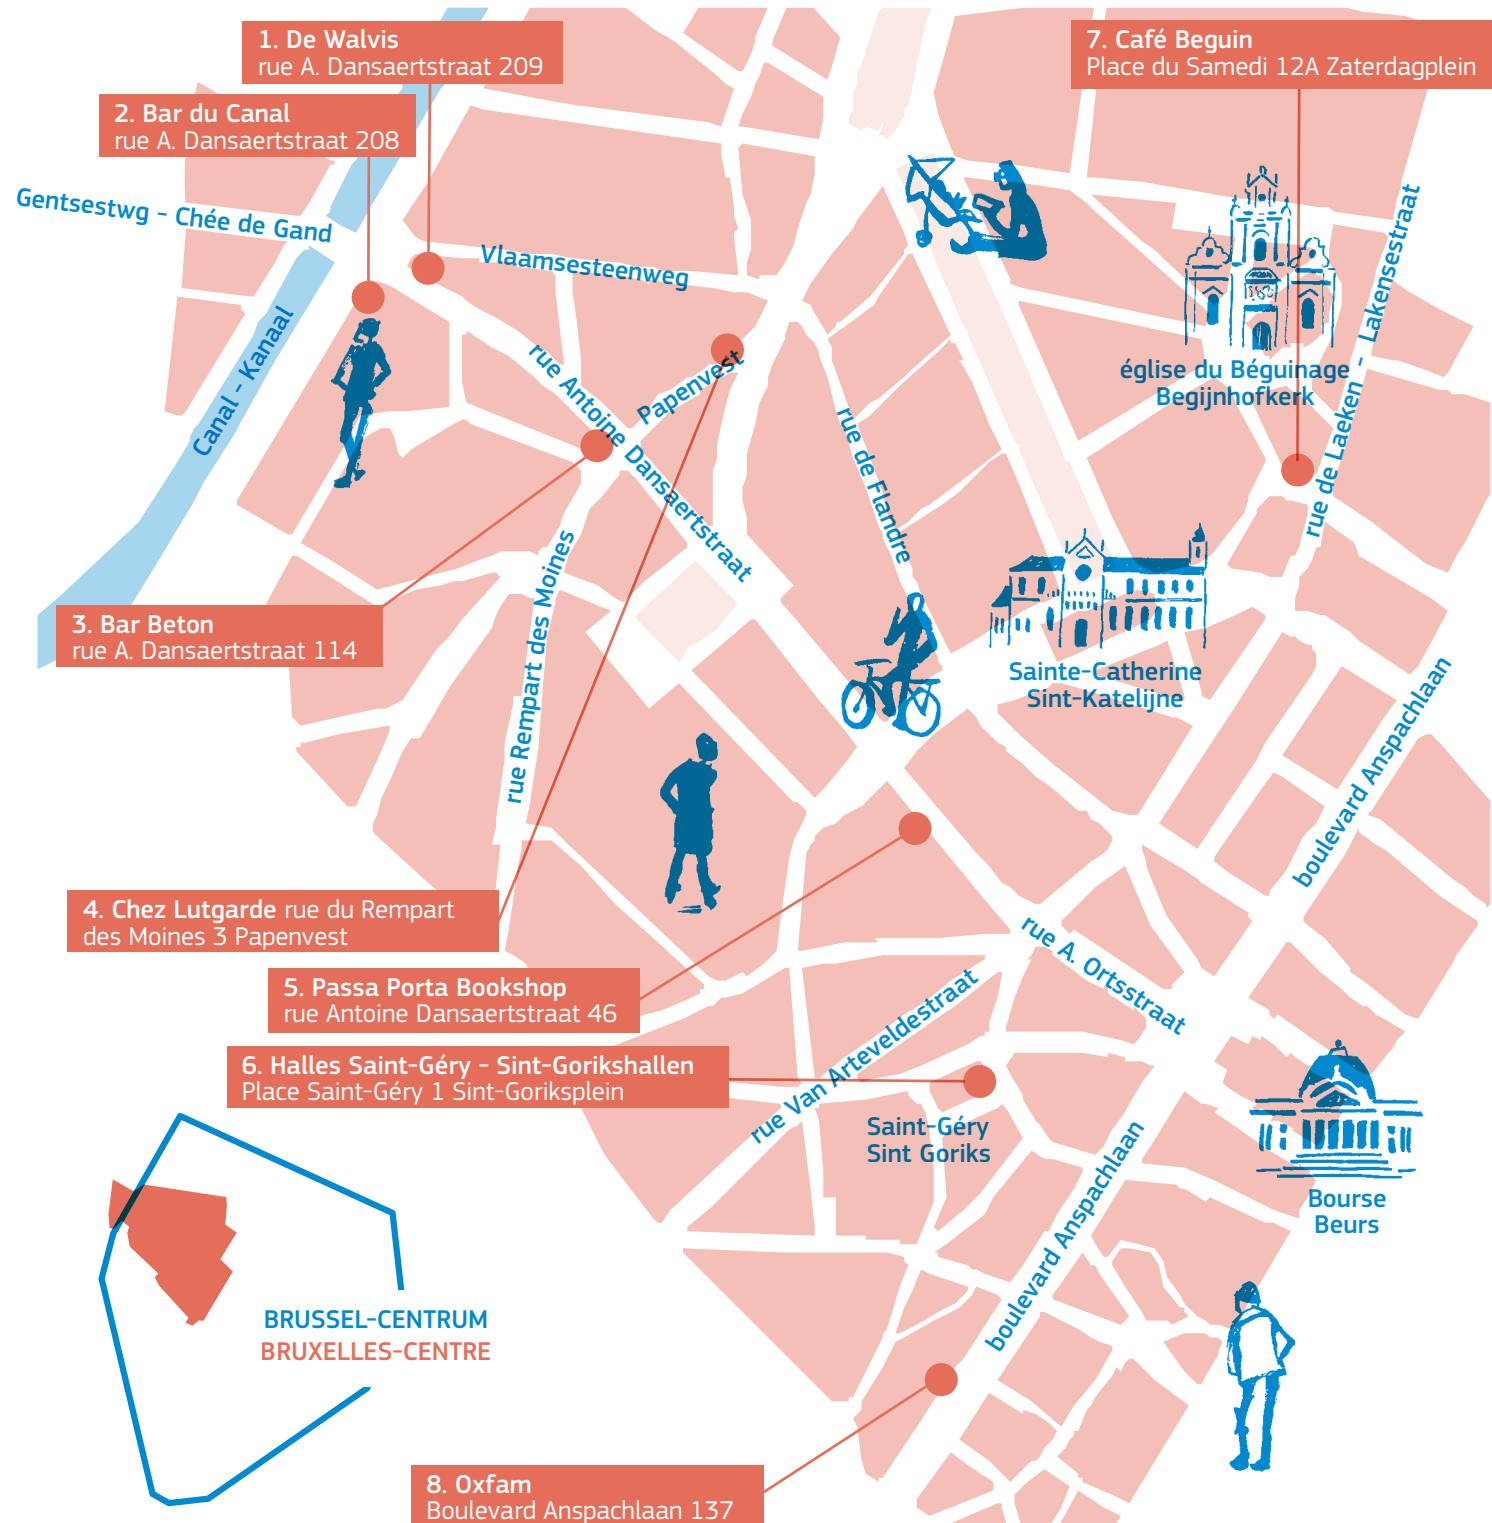 1. De Walvis
rue A. Dansaertstraat 209
2. Bar du Canal
rue A. Dansaertstraat 208
7. Café Beguin
Place du Samedi 12A Zaterdagplein
Gentsestwg - Chée de Gand
Vlaamsesteenweg
Canal - Kanaal
rue Antoine Dansaertstraat
Papenvest
rue de Flandre
rue de Laeken - Lakensestraat
église du Béguinage
Begijnhofkerk
3. Bar Beton
rue A. Dansaertstraat 114
rue Rempart des Moines
Sainte-Catherine
Sint-Katelijne
boulevard Anspachlaan
4. Chez Lutgarde rue du Rempart
des Moines 3 Papenvest
5. Passa Porta Bookshop
rue Antoine Dansaertstraat 46
rue A. Ortsstraat
6. Halles Saint-Géry - Sint-Gorikshallen
Place Saint-Géry 1 Sint-Goriksplein
rue Van Arteveldestraat
Saint-Géry
Sint Goriks
boulevard Anspachlaan
Bourse
Beurs
BRUSSEL-CENTRUM
BRUXELLES-CENTRE
8. Oxfam
Boulevard Anspachlaan 137